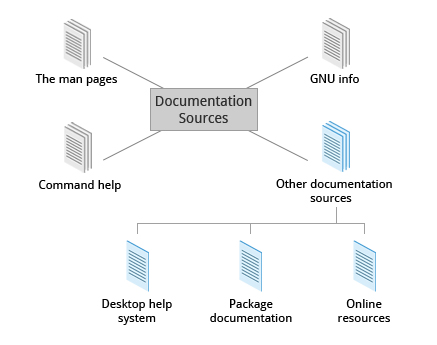 The man pages
GNU info
Documentation
Sources
Command help
Other documentation
sources
Desktop help
system
Package
documentation
Online
resources